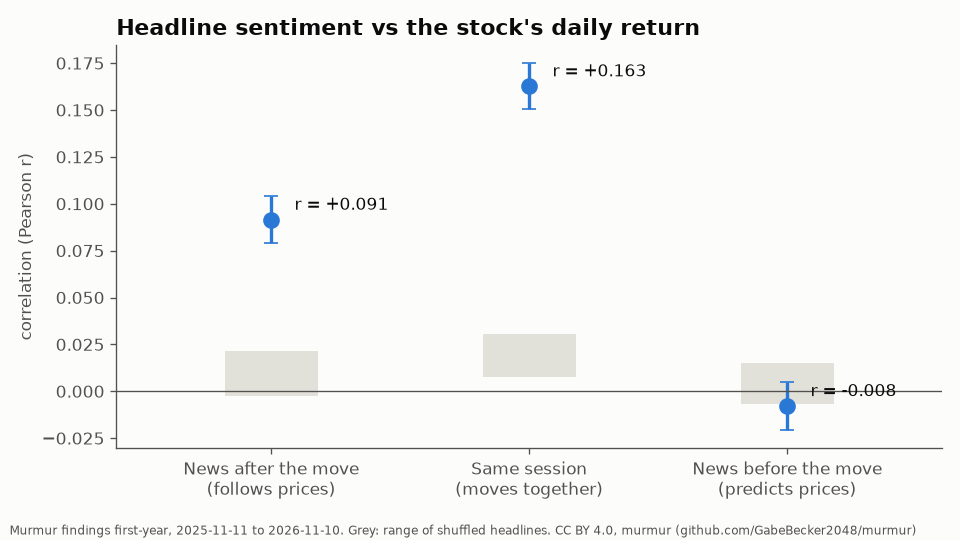 Headline sentiment vs the stock's daily return
correlation (Pearson r)
0.175
0.150
0.125
0.100
0.075
0.050
0.025
0.000
−0.025
r = +0.091
r = +0.163
r = -0.008
News after the move
(follows prices)
Same session
(moves together)
News before the move
(predicts prices)
Murmur findings first-year, 2025-11-11 to 2026-11-10. Grey: range of shuffled headlines. CC BY 4.0, murmur (github.com/GabeBecker2048/murmur)